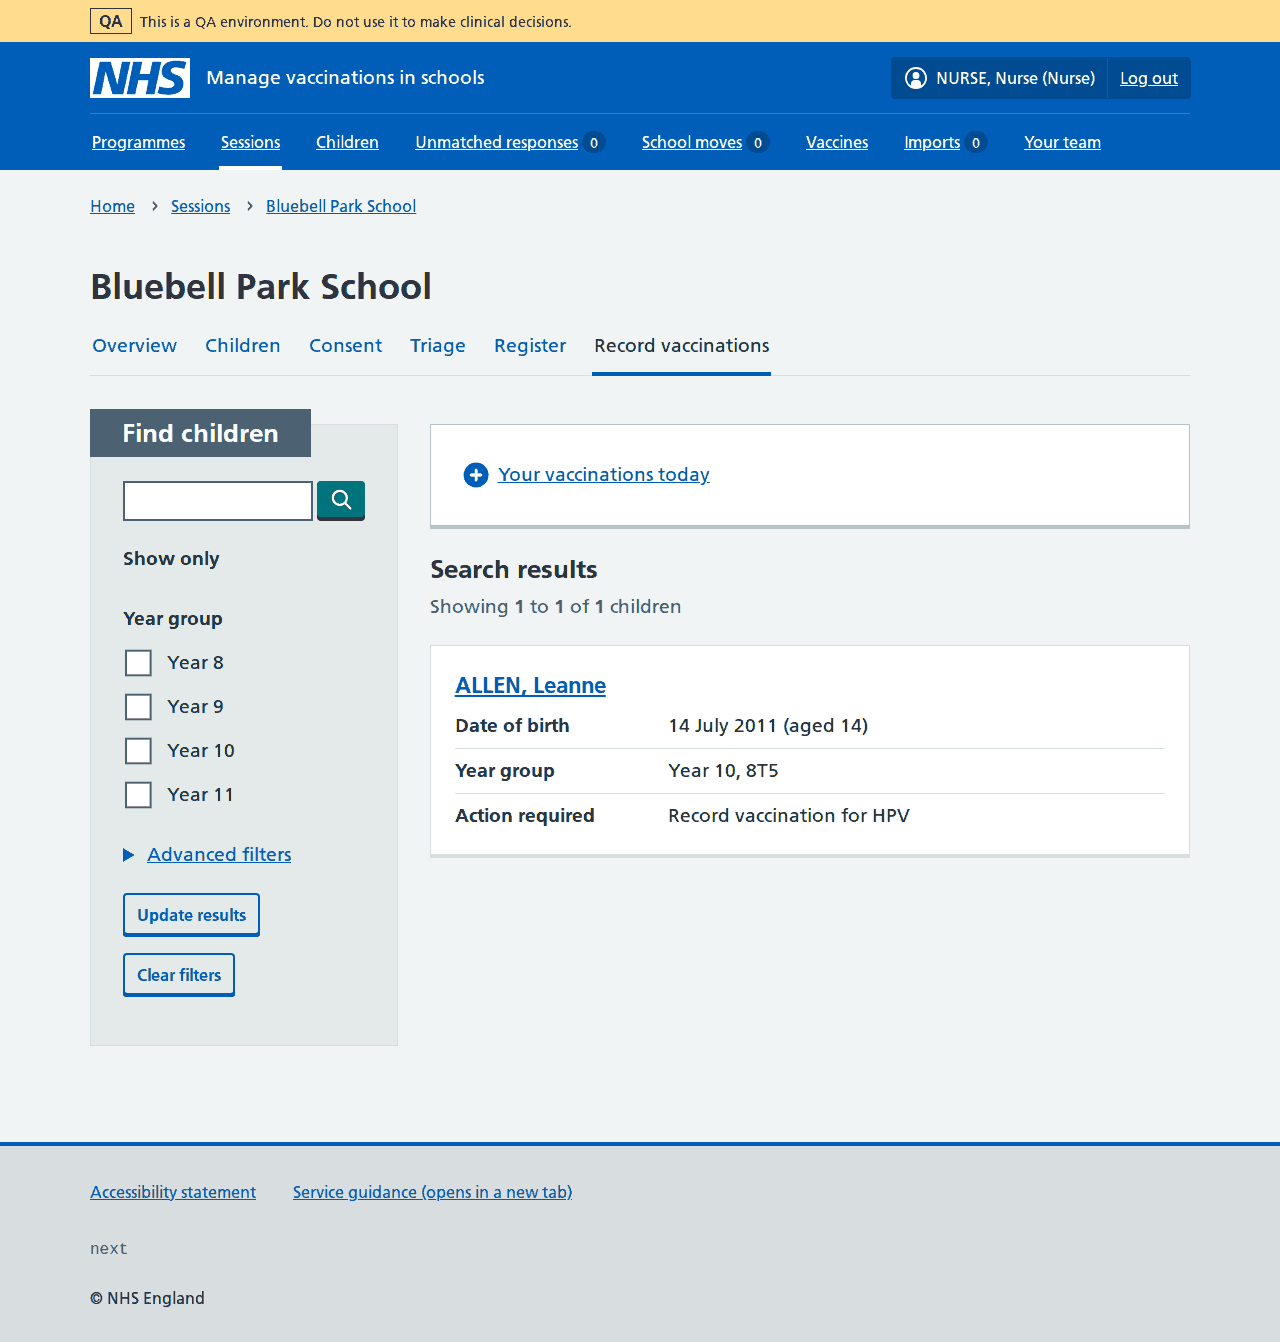 QA This is a QA environment. Do not use it to make clinical decisions.
NHS Manage vaccinations in schools NURSE, Nurse (Nurse) Log out
Programmes Sessions Children Unmatched responses 0 School moves 0 Vaccines Imports 0 Your team
Home Sessions Bluebell Park School
Bluebell Park School
Overview Children Consent Triage Register Record vaccinations
Find children
Show only
Year group
Year 8
Year 9
Year 10
Year 11
Advanced filters
Update results
Clear filters
Your vaccinations today
Search results
Showing 1 to 1 of 1 children
ALLEN, Leanne
Date of birth 14 July 2011 (aged 14)
Year group Year 10, 8T5
Action required Record vaccination for HPV
Accessibility statement Service guidance (opens in a new tab)
next
© NHS England